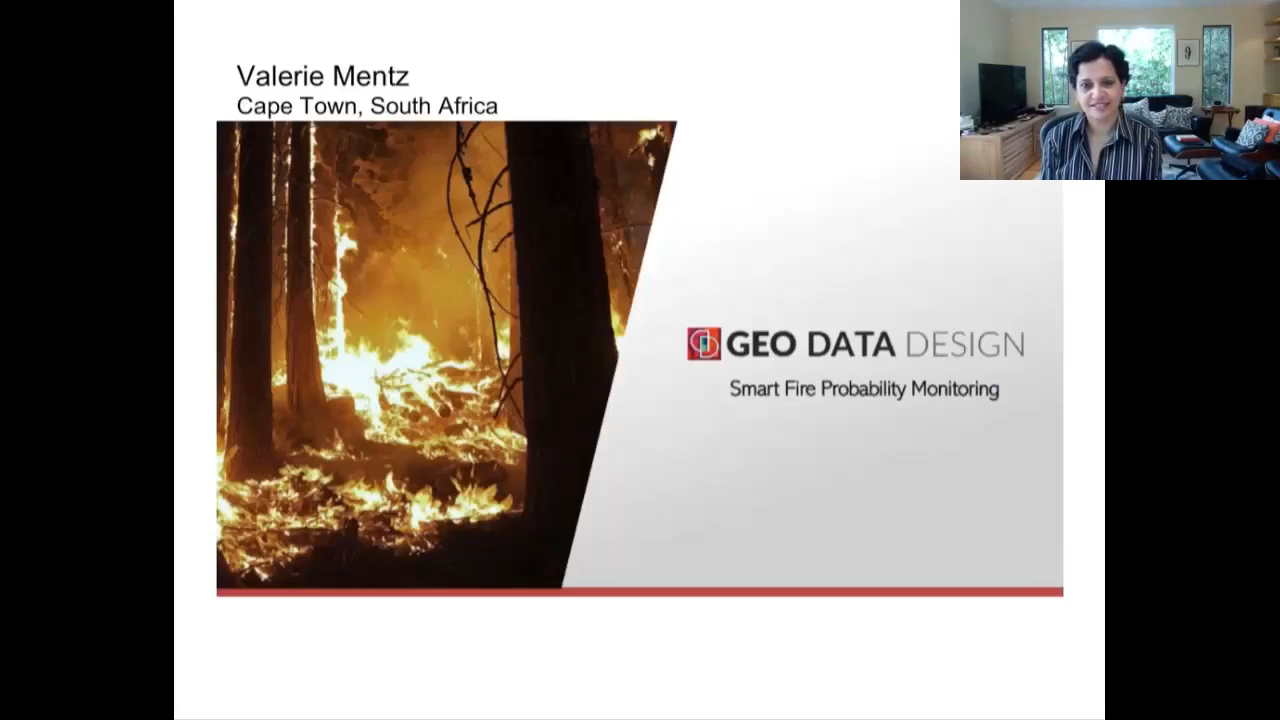 Valerie Mentz
Cape Town, South Africa
GEO DATA DESIGN
Smart Fire Probability Monitoring